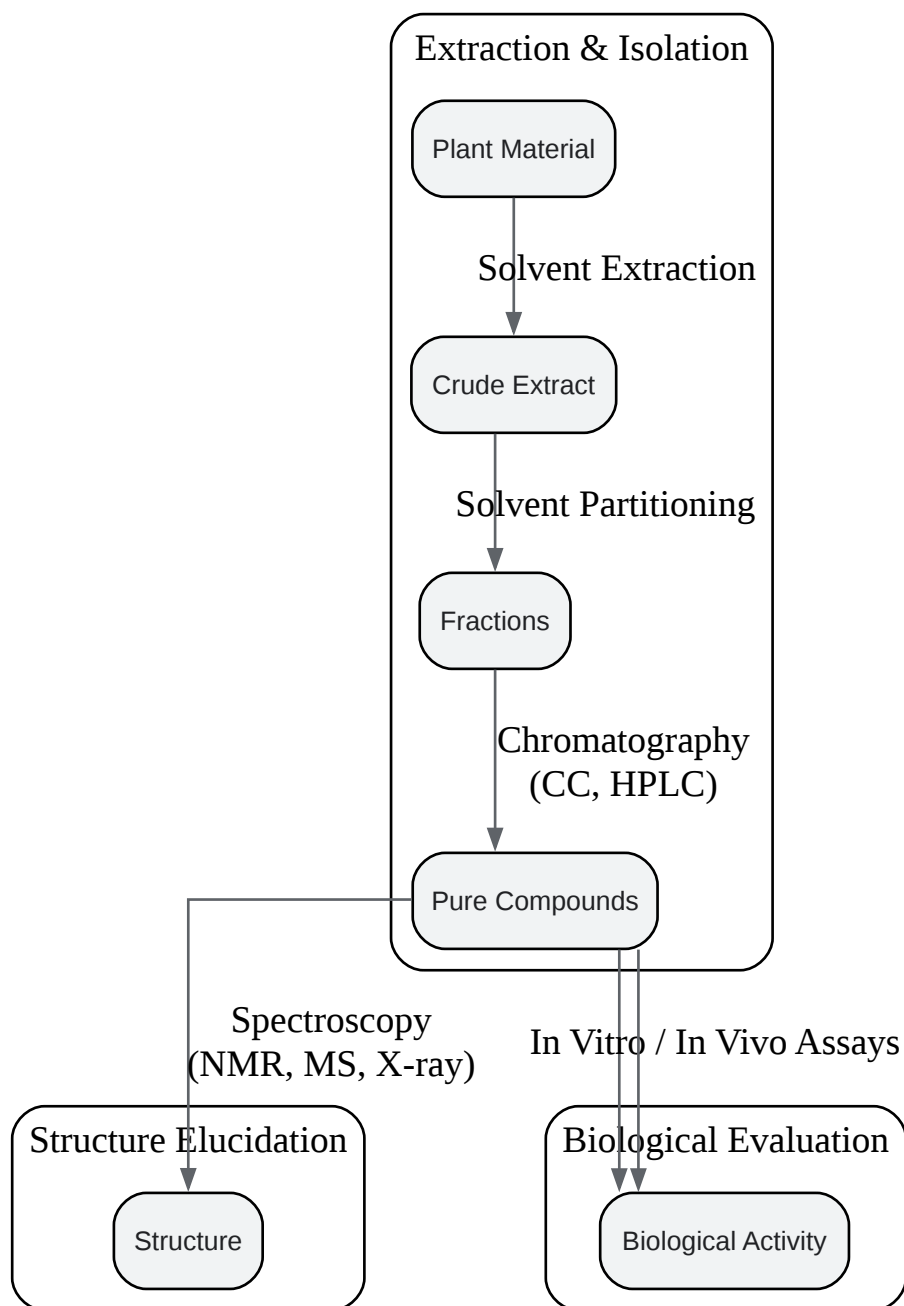 Extraction & Isolation
Plant Material
Solvent Extraction
Crude Extract
Solvent Partitioning
Fractions
Chromatography
(CC, HPLC)
Pure Compounds
Spectroscopy
(NMR, MS, X-ray)
In Vitro / In Vivo Assays
Structure Elucidation
Structure
Biological Evaluation
Biological Activity